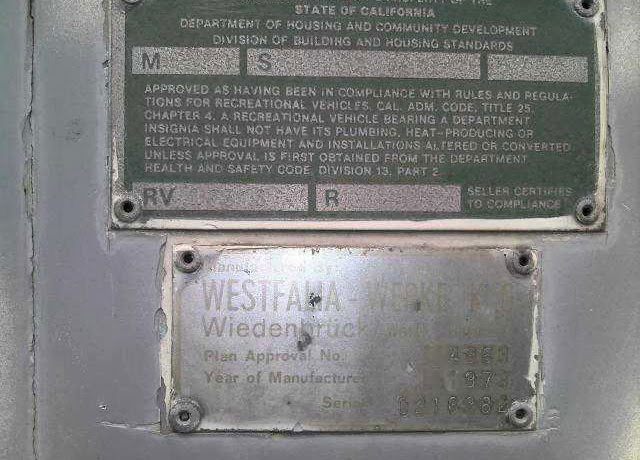 STATE OF CALIFORNIA
DEPARTMENT OF HOUSING AND COMMUNITY DEVELOPMENT
DIVISION OF BUILDING AND HOUSING STANDARDS
M S
APPROVED AS HAVING BEEN IN COMPLIANCE WITH RULES AND REGULA-
TIONS FOR RECREATIONAL VEHICLES, CAL. ADM. CODE, TITLE 25,
CHAPTER 4. A RECREATIONAL VEHICLE BEARING A DEPARTMENT
INSIGNIA SHALL NOT HAVE ITS PLUMBING, HEAT-PRODUCING OR
ELECTRICAL EQUIPMENT AND INSTALLATIONS ALTERED OR CONVERTED
UNLESS APPROVAL IS FIRST OBTAINED FROM THE DEPARTMENT.
HEALTH AND SAFETY CODE, DIVISION 13, PART 2.
RV R SELLER CERTIFIES
TO COMPLIANCE
Manufactured By:
WESTFALIA - WERKE
Wiedenbrück
Plan Approval No.
Year of Manufacture
Serial